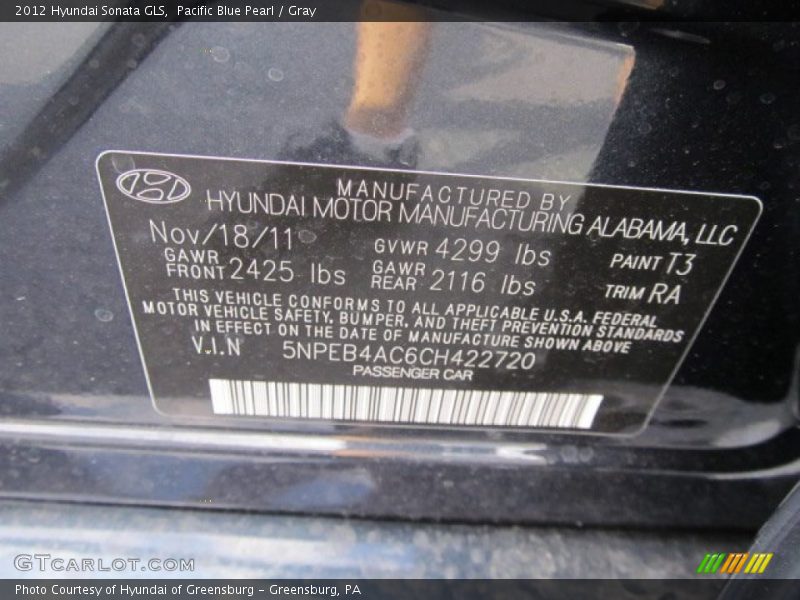 2012 Hyundai Sonata GLS, Pacific Blue Pearl / Gray
MANUFACTURED BY
HYUNDAI MOTOR MANUFACTURING ALABAMA, LLC
Nov/18/11 GVWR 4299 lbs PAINT T3
GAWR FRONT 2425 lbs GAWR REAR 2116 lbs TRIM RA
THIS VEHICLE CONFORMS TO ALL APPLICABLE U.S.A. FEDERAL
MOTOR VEHICLE SAFETY, BUMPER, AND THEFT PREVENTION STANDARDS
IN EFFECT ON THE DATE OF MANUFACTURE SHOWN ABOVE
V.I.N 5NPEB4AC6CH422720
PASSENGER CAR
GTCARLOT.COM
Photo Courtesy of Hyundai of Greensburg - Greensburg, PA